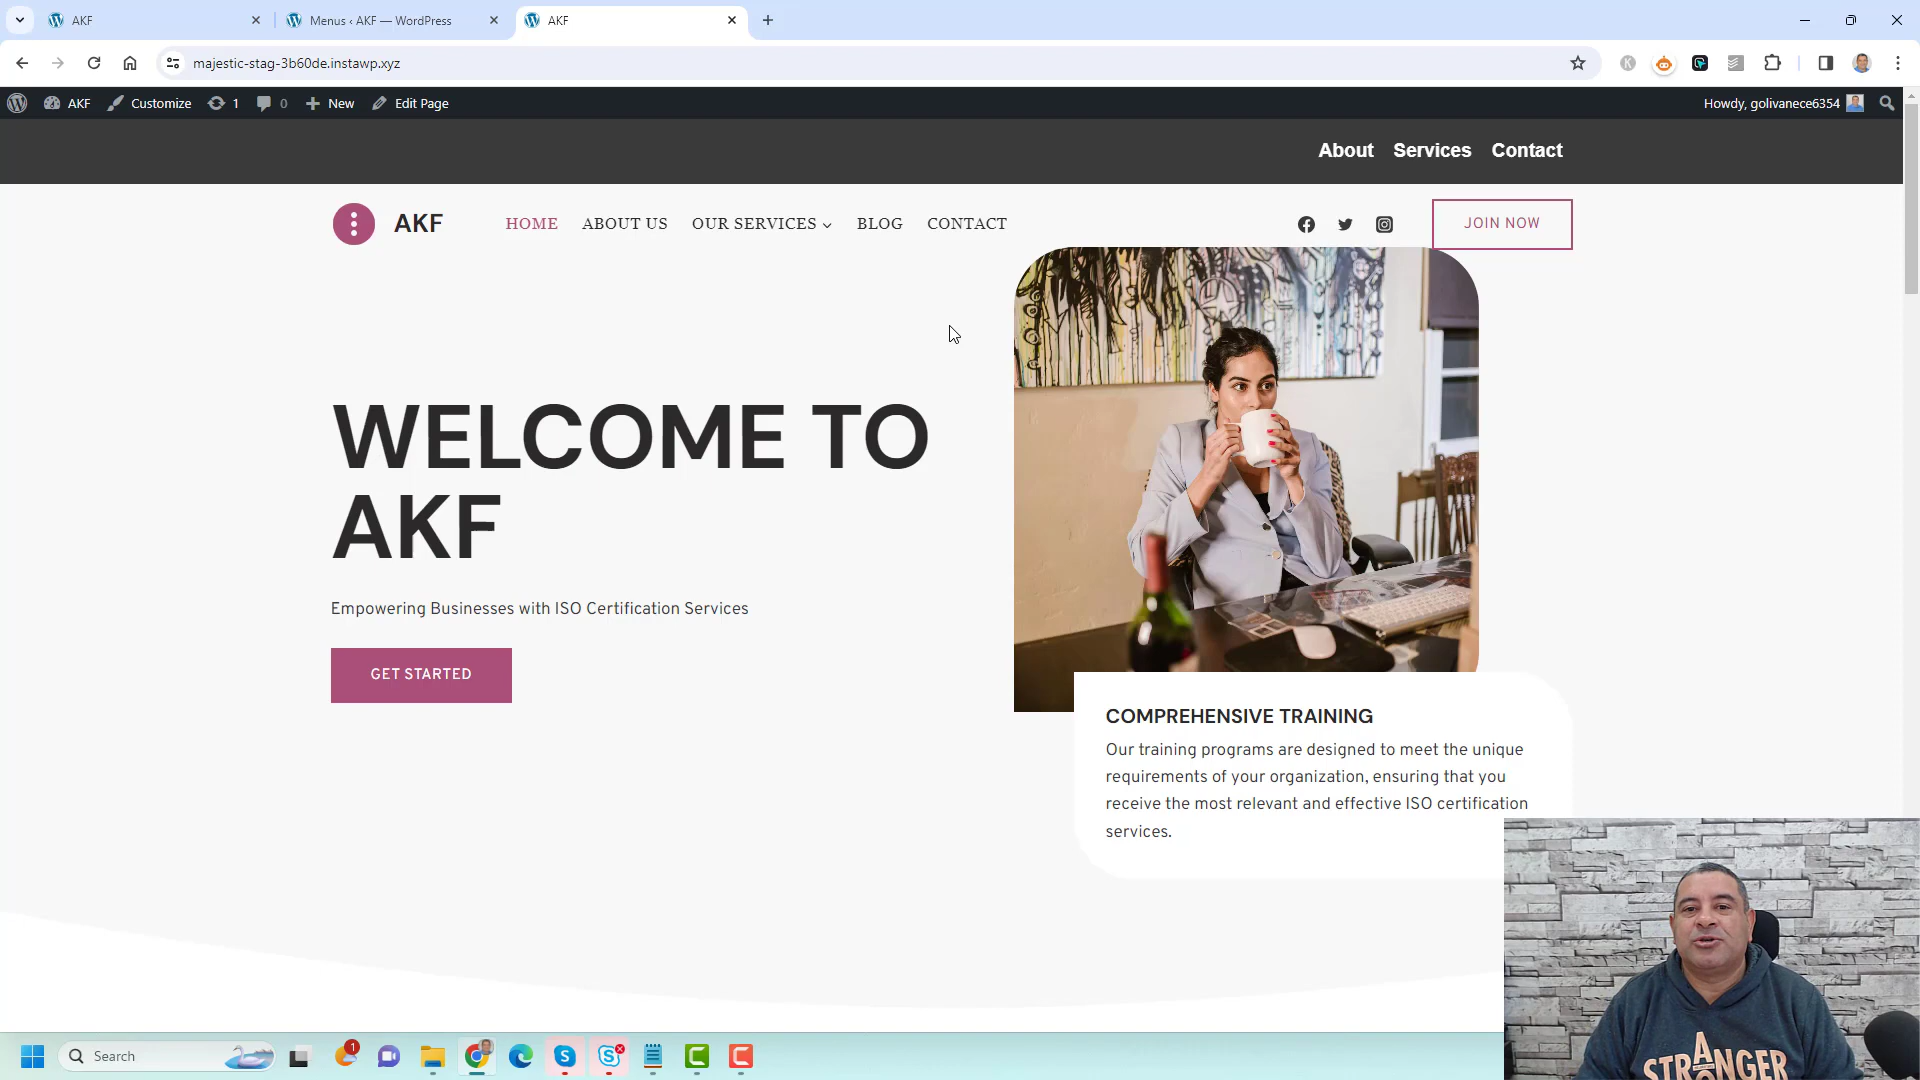 AKF
Menus ‹ AKF — WordPress
AKF
majestic-stag-3b60de.instawp.xyz
AKF
Customize
1
0
New
Edit Page
Howdy, golivanece6354
About Services Contact
AKF
HOME ABOUT US OUR SERVICES BLOG CONTACT
JOIN NOW
WELCOME TO
AKF
Empowering Businesses with ISO Certification Services
GET STARTED
COMPREHENSIVE TRAINING
Our training programs are designed to meet the unique
requirements of your organization, ensuring that you
receive the most relevant and effective ISO certification
services.
A
STRANGER
Search
1